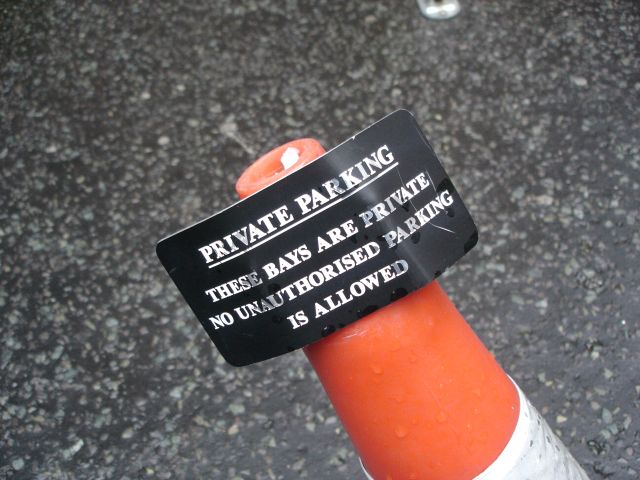 PRIVATE PARKING
THESE BAYS ARE PRIVATE
NO UNAUTHORISED PARKING
IS ALLOWED